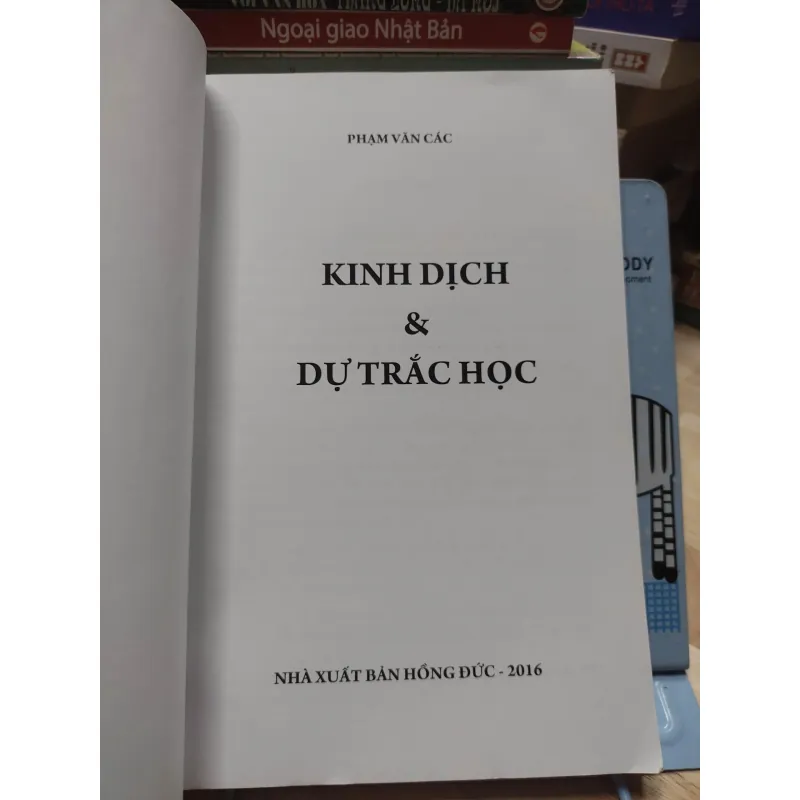 Ngoại giao Nhật Bản
PHẠM VĂN CÁC
KINH DỊCH
&
DỰ TRẮC HỌC
NHÀ XUẤT BẢN HỒNG ĐỨC - 2016